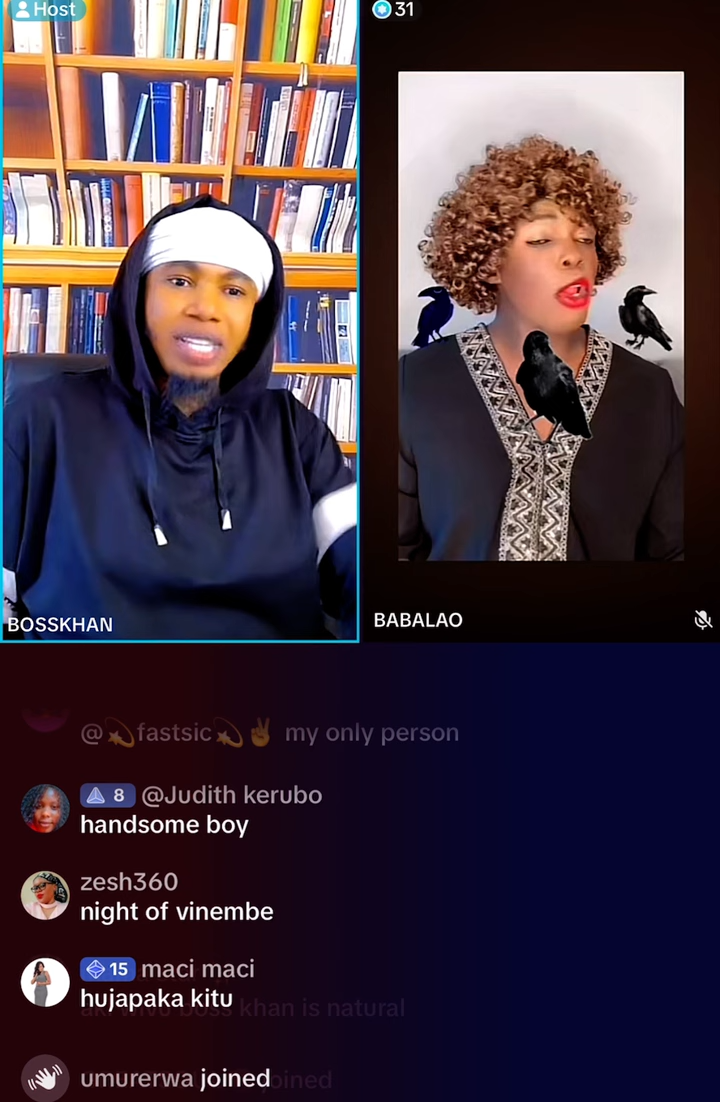 Host
31
BOSSKHAN
BABALAO
@💫fastsic💫✌️ my only person
8 @Judith kerubo
handsome boy
zesh360
night of vinembe
15 maci maci
hujapaka kitu
boss khan is natural
umurerwa joined
joined